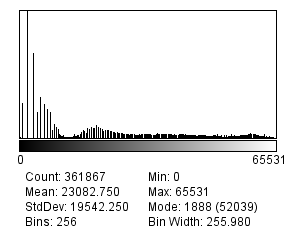 0 65531
Count: 361867 Min: 0
Mean: 23082.750 Max: 65531
StdDev: 19542.250 Mode: 1888 (52039)
Bins: 256 Bin Width: 255.980